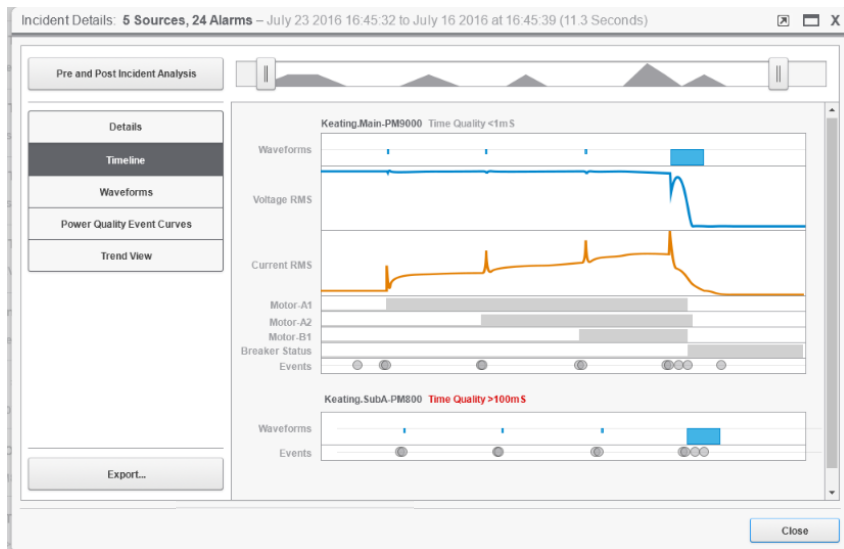 Incident Details: 5 Sources, 24 Alarms – July 23 2016 16:45:32 to July 16 2016 at 16:45:39 (11.3 Seconds)
X
Pre and Post Incident Analysis
Details
Timeline
Waveforms
Power Quality Event Curves
Trend View
Export...
Keating.Main-PM9000 Time Quality <1mS
Waveforms
Voltage RMS
Current RMS
Motor-A1
Motor-A2
Motor-B1
Breaker Status
Events
Keating.SubA-PM800 Time Quality >100mS
Waveforms
Events
Close